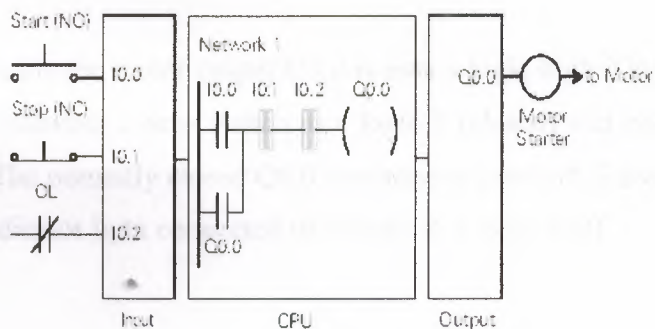 Start (NO)
I0.0
Stop (NC)
I0.1
OL
I0.2
Input
Network 1
I0.0 I0.1 I0.2 Q0.0
Q0.0
CPU
Q0.0
Output
to Motor
Motor
Starter